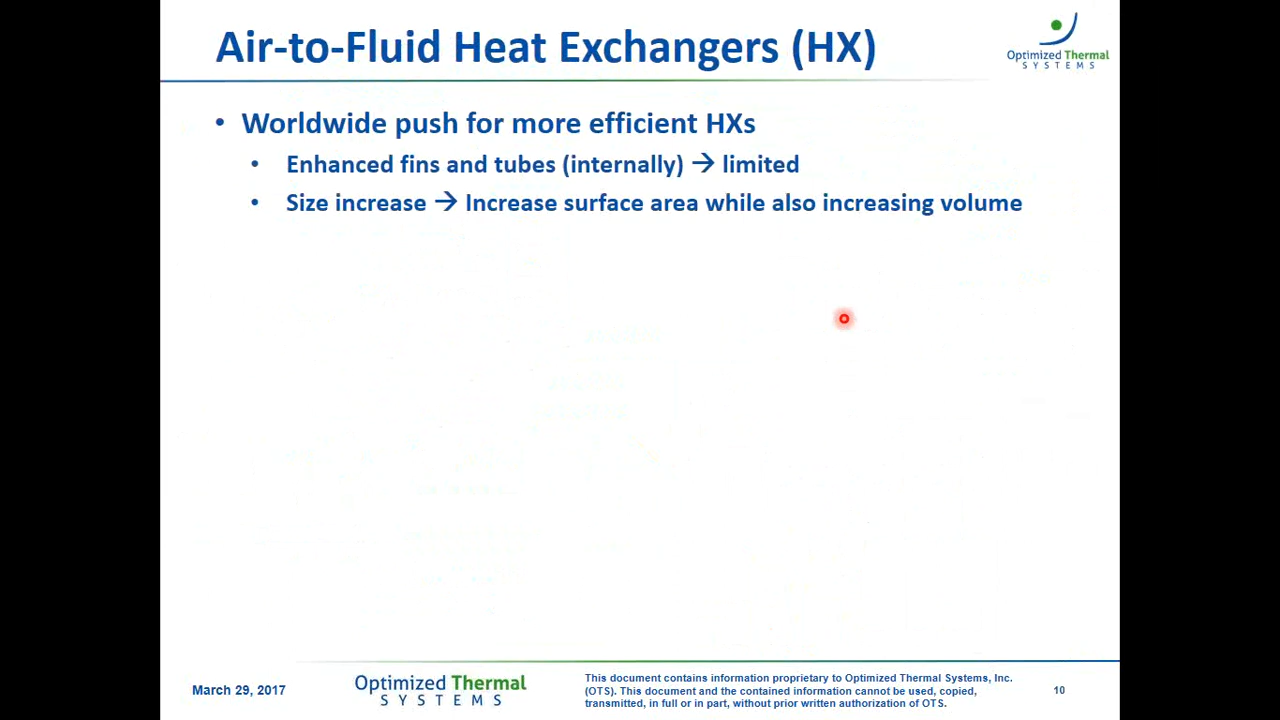 Air-to-Fluid Heat Exchangers (HX)
Optimized Thermal
SYSTEMS
• Worldwide push for more efficient HXs
• Enhanced fins and tubes (internally) → limited
• Size increase → Increase surface area while also increasing volume
March 29, 2017
Optimized Thermal
SYSTEMS
This document contains information proprietary to Optimized Thermal Systems, Inc.
(OTS). This document and the contained information cannot be used, copied,
transmitted, in full or in part, without prior written authorization of OTS.
10